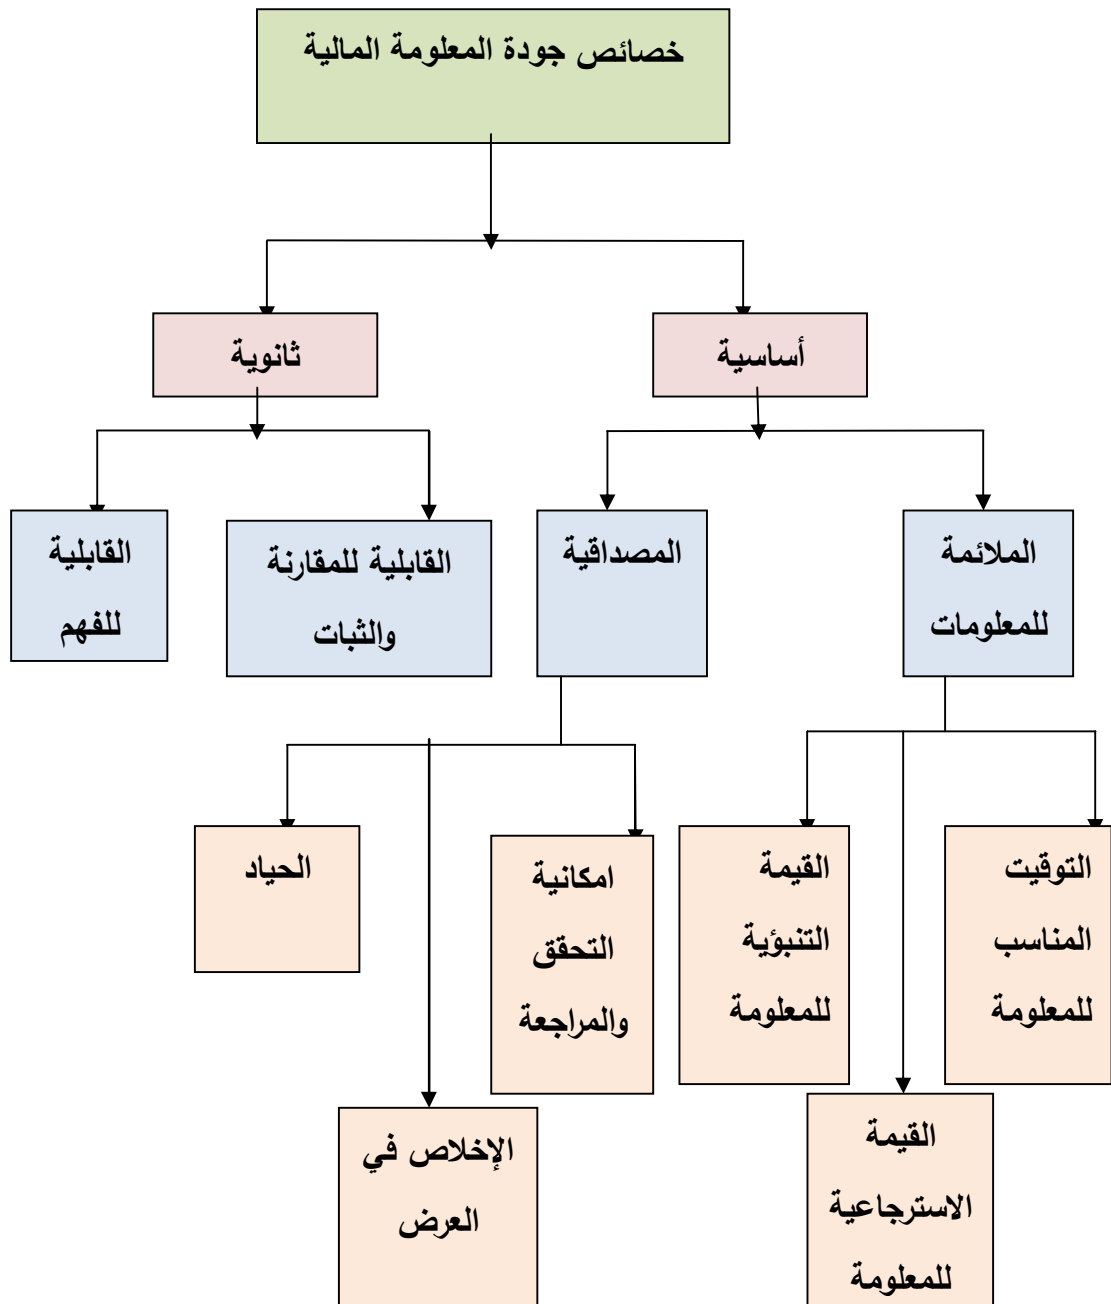 خصائص جودة المعلومة المالية
أساسية
ثانوية
الملائمة
للمعلومات
المصداقية
القابلية للمقارنة
والثبات
القابلية
للفهم
التوقيت
المناسب
للمعلومة
القيمة
التنبؤية
للمعلومة
امكانية
التحقق
والمراجعة
الحياد
القيمة
الاسترجاعية
للمعلومة
الإخلاص في
العرض